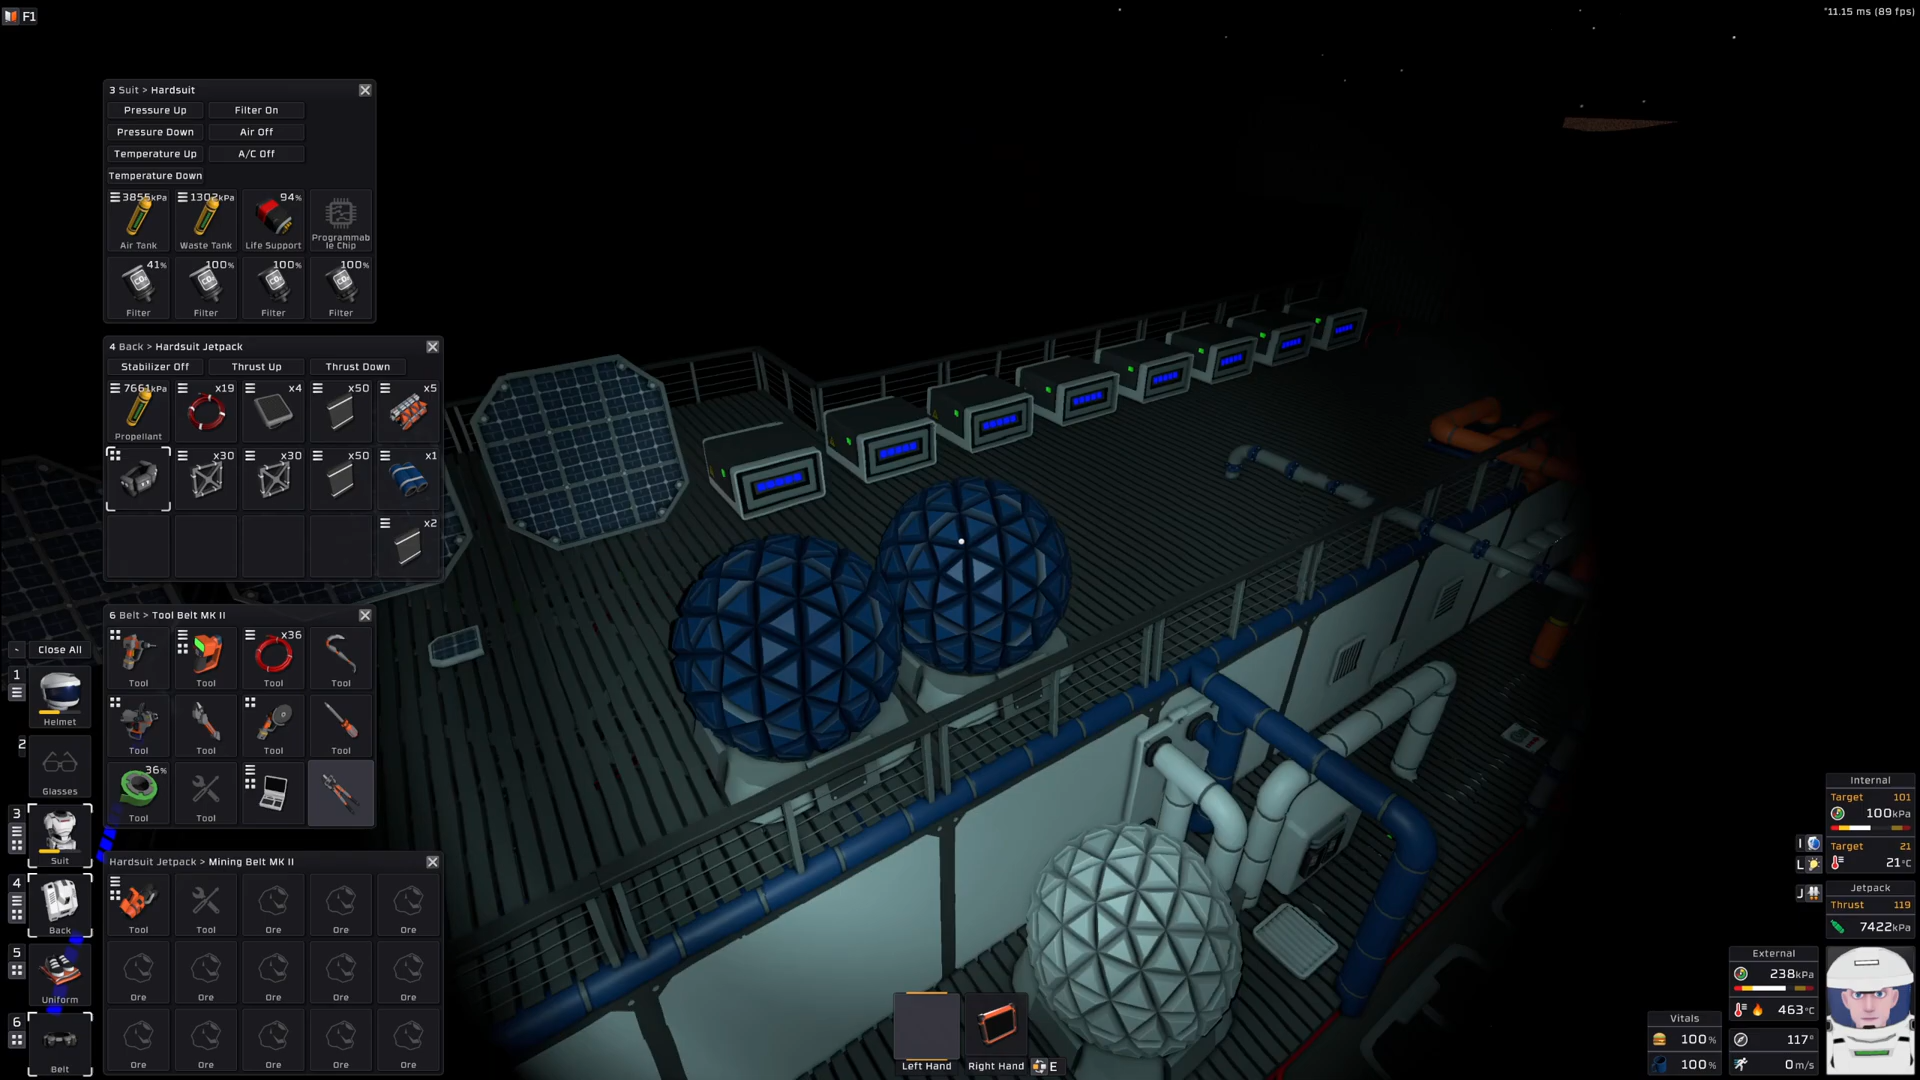 F1
*11.15 ms (89 fps)
3 Suit > Hardsuit
Pressure Up
Filter On
Pressure Down
Air Off
Temperature Up
A/C Off
Temperature Down
3855kPa
1302kPa
94%
Air Tank
Waste Tank
Life Support
Programmab
le Chip
41%
100%
100%
100%
Filter
Filter
Filter
Filter
4 Back > Hardsuit Jetpack
Stabilizer Off
Thrust Up
Thrust Down
7661kPa
x19
x4
x50
x5
Propellant
x30
x30
x50
x1
x2
6 Belt > Tool Belt MK II
x36
Tool
Tool
Tool
Tool
Tool
Tool
Tool
Tool
36%
Tool
Tool
Hardsuit Jetpack > Mining Belt MK II
Tool
Tool
Ore
Ore
Ore
Ore
Ore
Ore
Ore
Ore
Ore
Ore
Ore
Ore
Ore
~
Close All
1
Helmet
2
Glasses
3
Suit
4
Back
5
Uniform
6
Belt
Left Hand
Right Hand
E
Internal
Target 101
100kPa
Target 21
21°C
I
L
J
Jetpack
Thrust 119
7422kPa
External
238kPa
463°C
117°
0m/s
Vitals
100%
100%